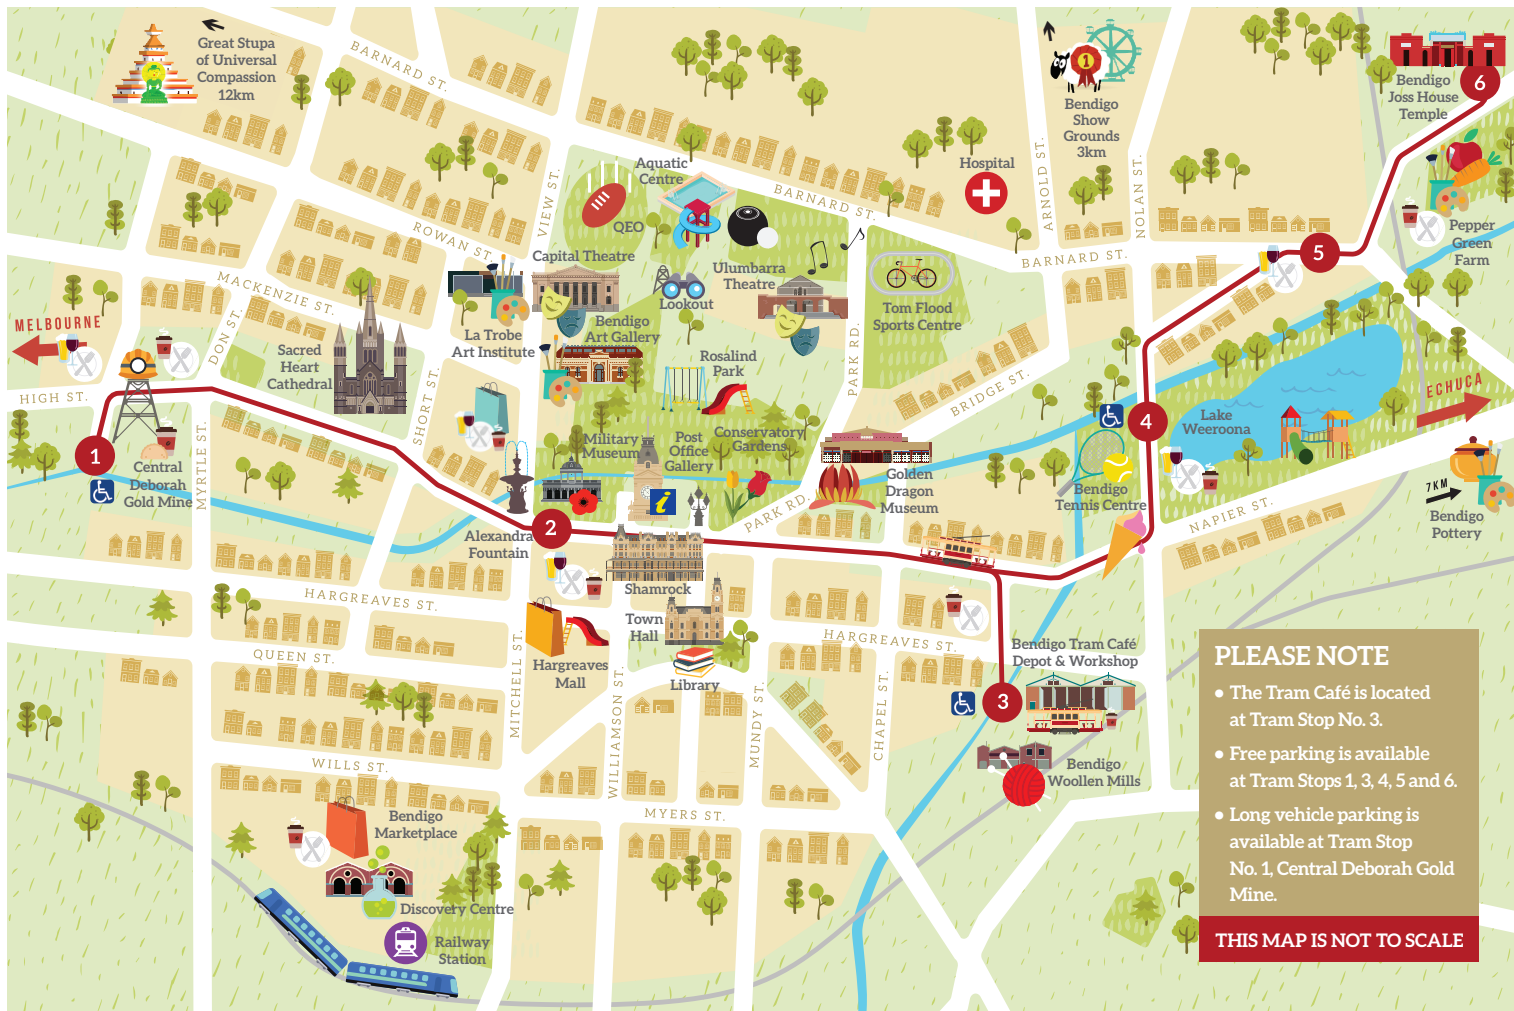 Great Stupa
of Universal
Compassion
12km
BARNARD ST.
Aquatic
Centre
QEO
VIEW ST.
ROWAN ST.
Capital Theatre
Lookout
Ulumbarra
Theatre
BARNARD ST.
Hospital
ARNOLD ST.
Bendigo
Show
Grounds
3km
NOLAN ST.
BARNARD ST.
Bendigo
Joss House
Temple
6
Pepper
Green
Farm
5
Tom Flood
Sports Centre
PARK RD.
MACKENZIE ST.
DON ST.
MELBOURNE
HIGH ST.
Sacred
Heart
Cathedral
La Trobe
Art Institute
Bendigo
Art Gallery
Rosalind
Park
SHORT ST.
BRIDGE ST.
ECHUCA
Lake
Weeroona
4
1
1
Central
Deborah
Gold Mine
MYRTLE ST.
Military
Museum
Post
Office
Gallery
Conservatory
Gardens
i
PARK RD.
Golden
Dragon
Museum
Bendigo
Tennis Centre
NAPIER ST.
7KM
Bendigo
Pottery
Alexandra
Fountain
2
Shamrock
Town
Hall
Library
Hargreaves
Mall
HARGREAVES ST.
QUEEN ST.
MITCHELL ST.
WILLIAMSON ST.
MUNDY ST.
HARGREAVES ST.
CHAPEL ST.
Bendigo Tram Café
Depot & Workshop
3
Bendigo
Woollen Mills
WILLS ST.
MYERS ST.
Bendigo
Marketplace
Discovery Centre
Railway
Station
PLEASE NOTE
• The Tram Café is located
at Tram Stop No. 3.
• Free parking is available
at Tram Stops 1, 3, 4, 5 and 6.
• Long vehicle parking is
available at Tram Stop
No. 1, Central Deborah Gold
Mine.
THIS MAP IS NOT TO SCALE